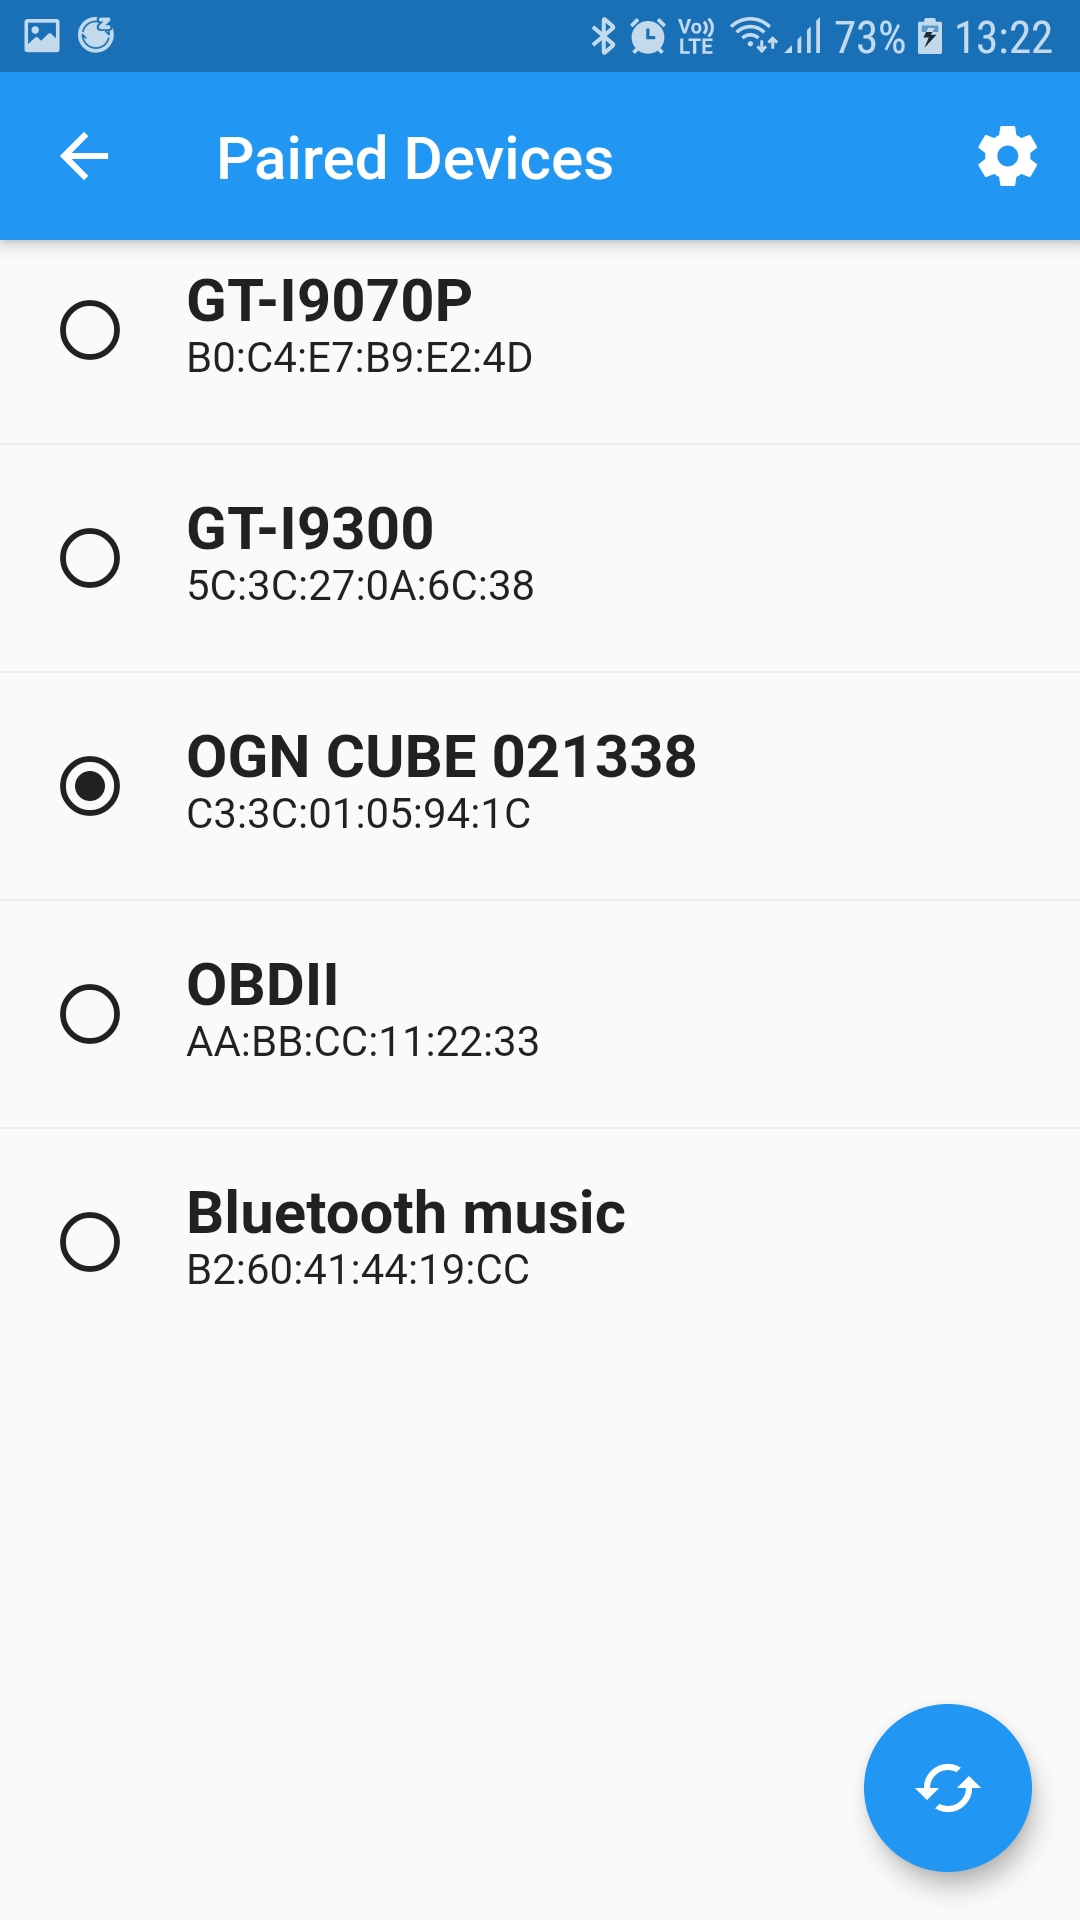 Vo)) LTE 73% 13:22
Paired Devices
GT-I9070P
B0:C4:E7:B9:E2:4D
GT-I9300
5C:3C:27:0A:6C:38
OGN CUBE 021338
C3:3C:01:05:94:1C
OBDII
AA:BB:CC:11:22:33
Bluetooth music
B2:60:41:44:19:CC